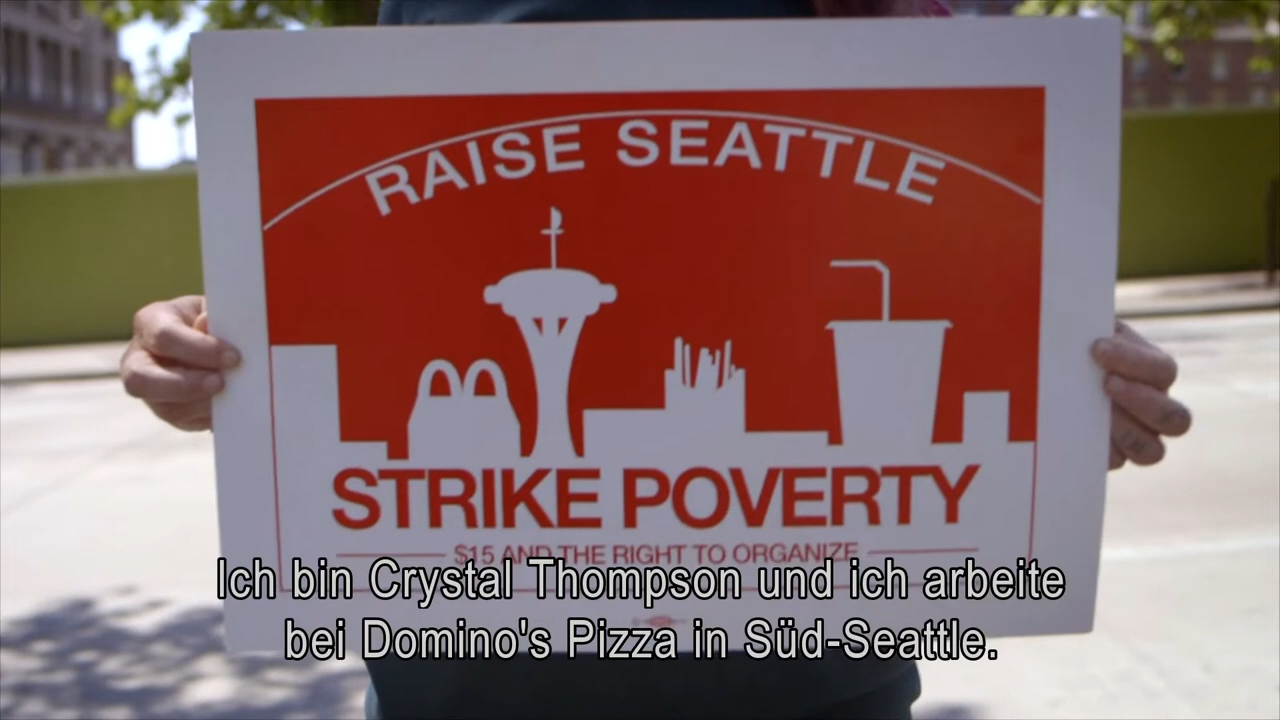 RAISE SEATTLE
STRIKE POVERTY
$15 AND THE RIGHT TO ORGANIZE
Ich bin Crystal Thompson und ich arbeite
bei Domino's Pizza in Süd-Seattle.